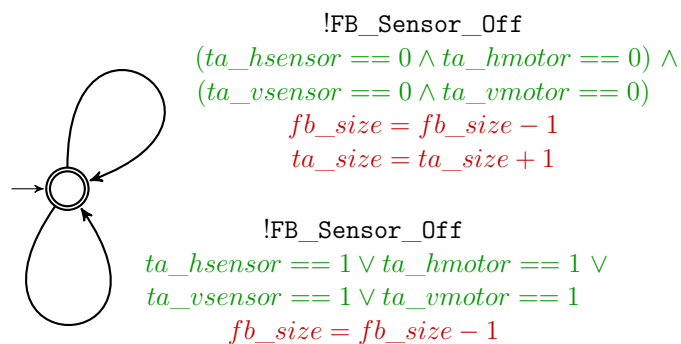 !FB_Sensor_Off
(ta_hsensor == 0 ∧ ta_hmotor == 0) ∧
(ta_vsensor == 0 ∧ ta_vmotor == 0)
fb_size = fb_size − 1
ta_size = ta_size + 1
!FB_Sensor_Off
ta_hsensor == 1 ∨ ta_hmotor == 1 ∨
ta_vsensor == 1 ∨ ta_vmotor == 1
fb_size = fb_size − 1